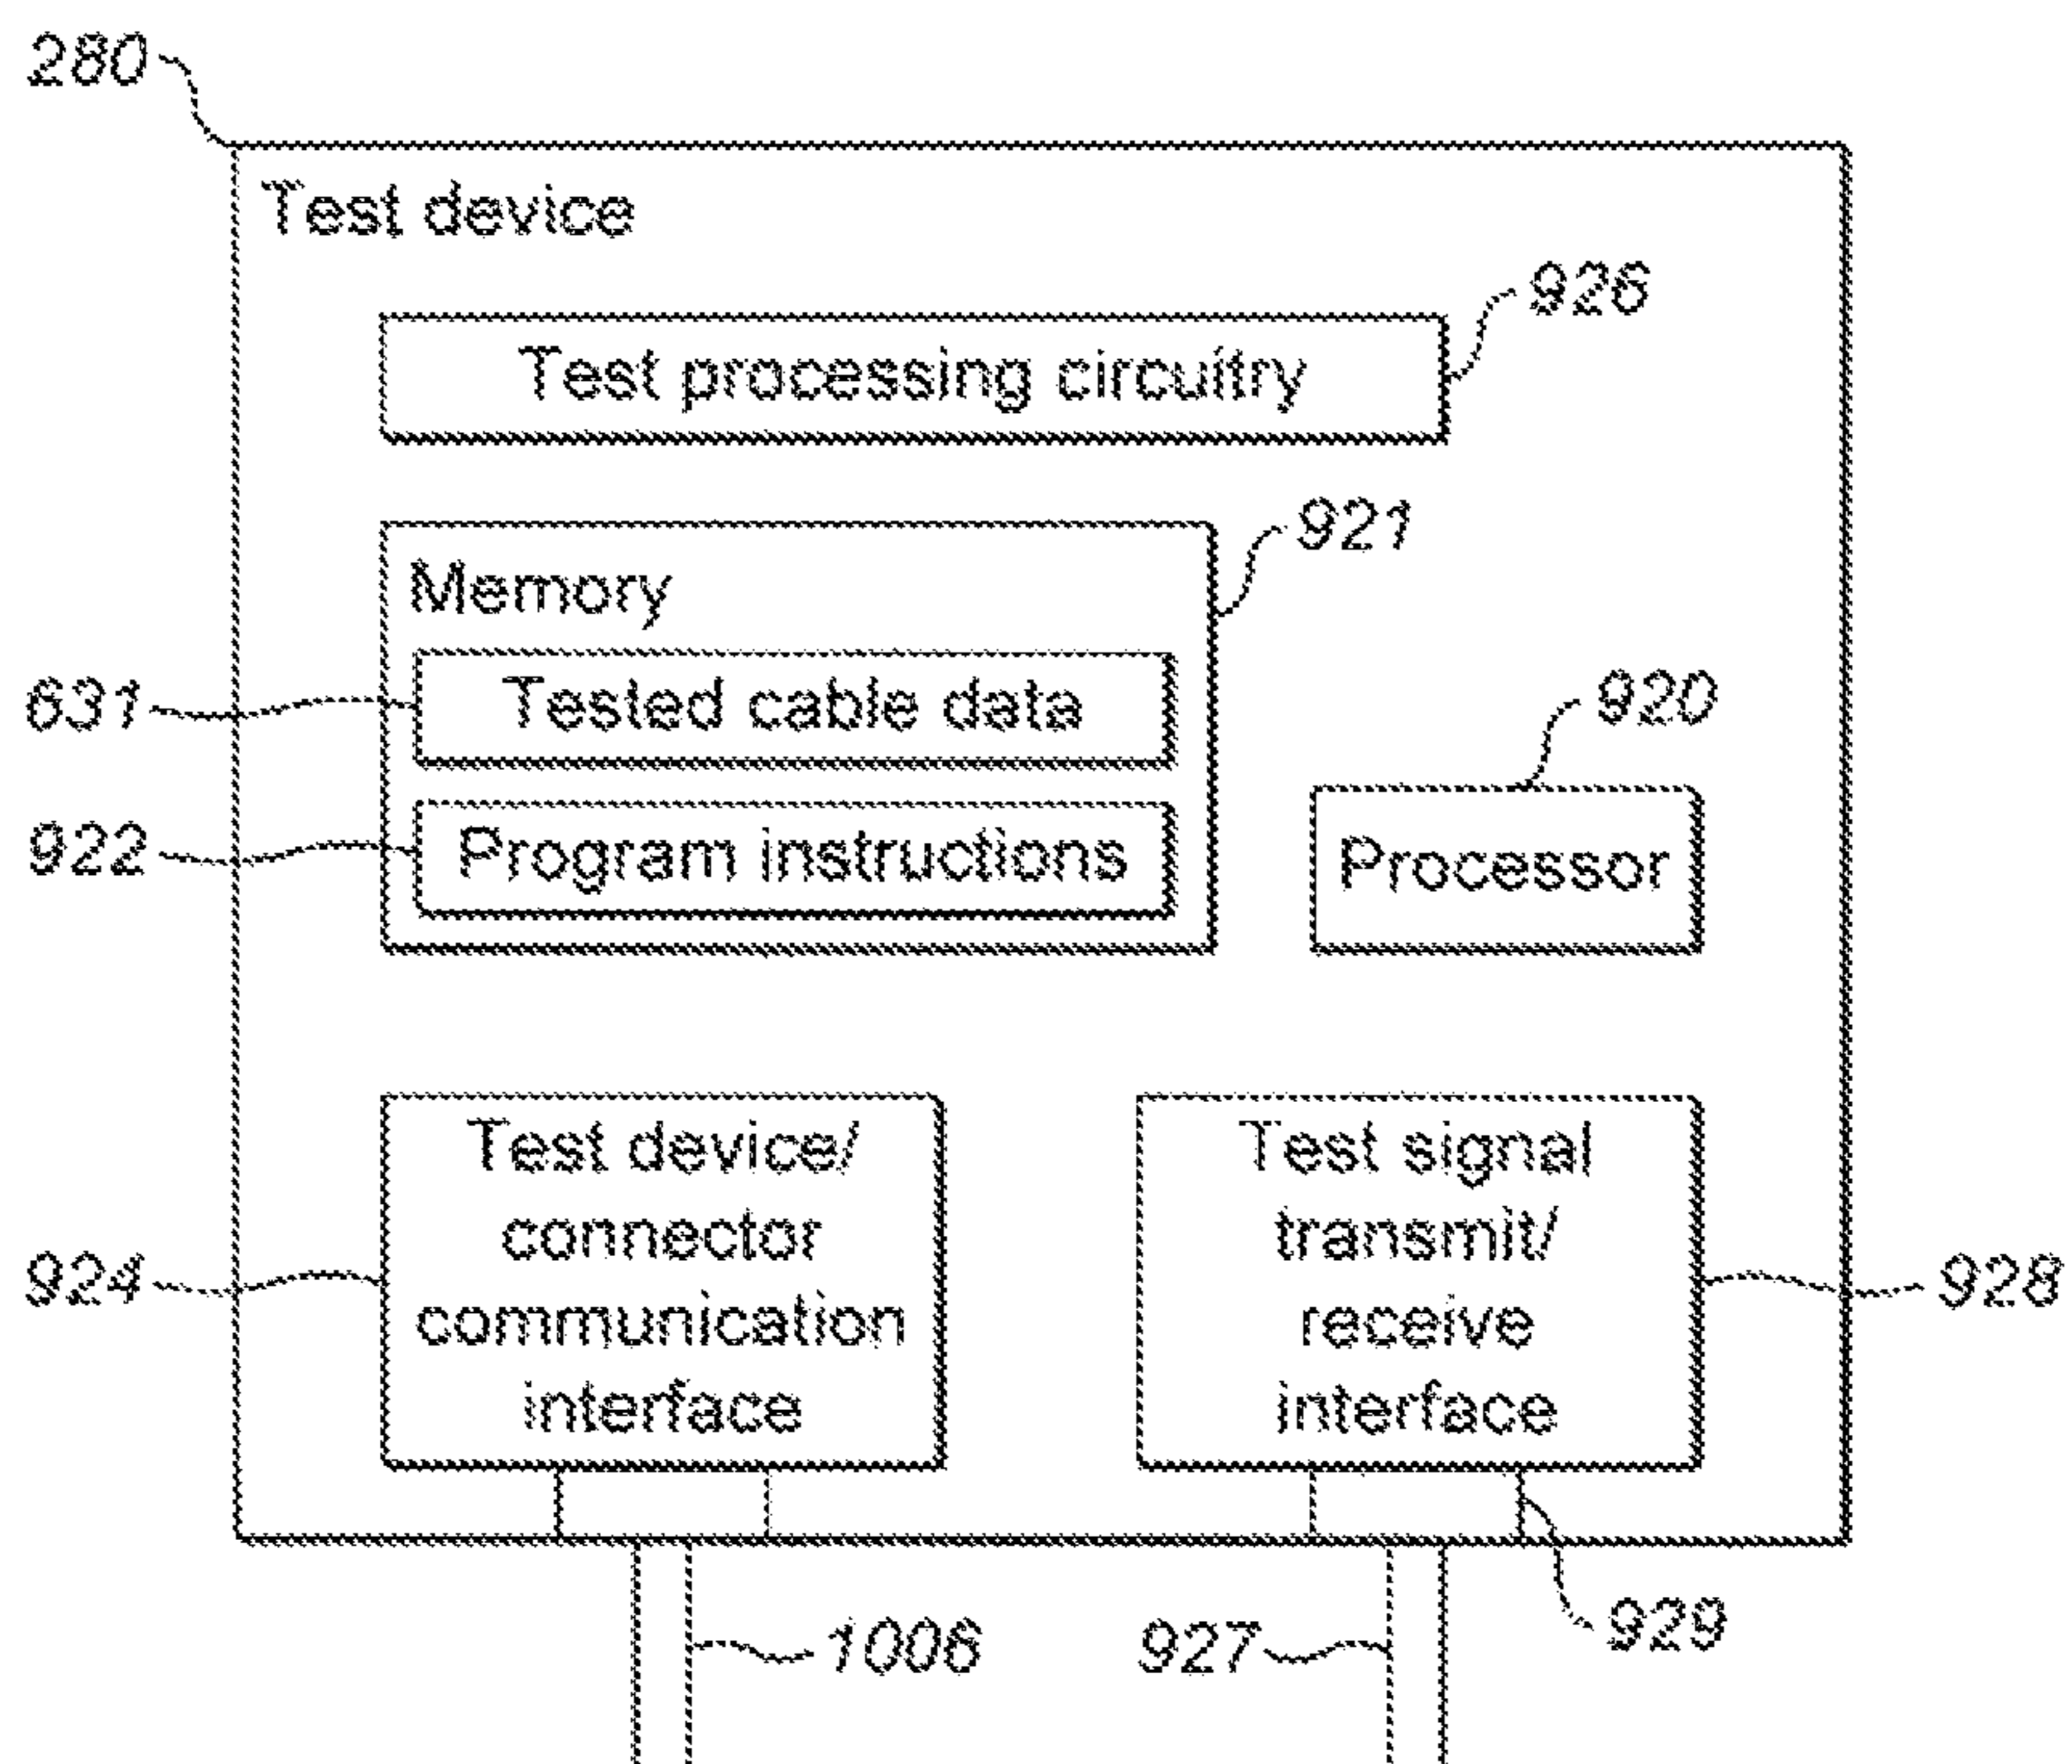 280
Test device
926
Test processing circuitry
921
Memory
631
Tested cable data
920
922
Program instructions
Processor
924
Test device/
connector
communication
interface
Test signal
transmit/
receive
interface
928
1006
927
929